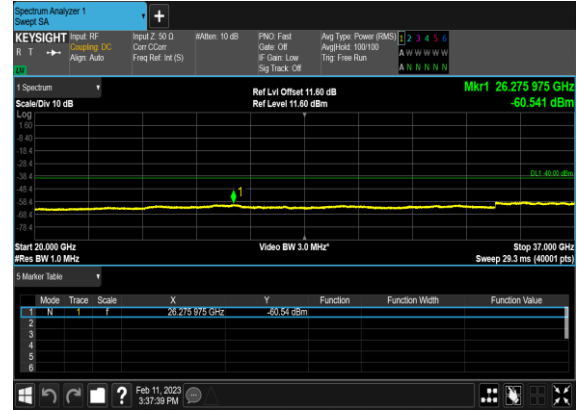 Spectrum Analyzer 1
Swept SA
+
KEYSIGHT Input: RF Input Z: 50 Ω #Atten: 10 dB PNO: Fast Avg Type: Power (RMS) 1 2 3 4 5 6
R T Coupling: DC Corr CCorr Gate: Off Avg|Hold: 100/100 A W W W W W
Align: Auto Freq Ref: Int (S) IF Gain: Low Trig: Free Run
Sig Track: Off A N N N N N
1 Spectrum
Ref Lvl Offset 11.60 dB Mkr1 26.275 975 GHz
Scale/Div 10 dB Ref Level 11.60 dBm -60.541 dBm
Log
1.60
-8.40
-18.4
-28.4
DL1 -40.00 dBm
-38.4
-48.4
1
-58.4
-68.4
-78.4
Start 20.000 GHz Video BW 3.0 MHz* Stop 37.000 GHz
#Res BW 1.0 MHz Sweep 29.3 ms (40001 pts)
5 Marker Table
Mode Trace Scale X Y Function Function Width Function Value
1 N 1 f 26.275 975 GHz -60.54 dBm
2
3
4
5
6
? Feb 11, 2023
3:37:39 PM